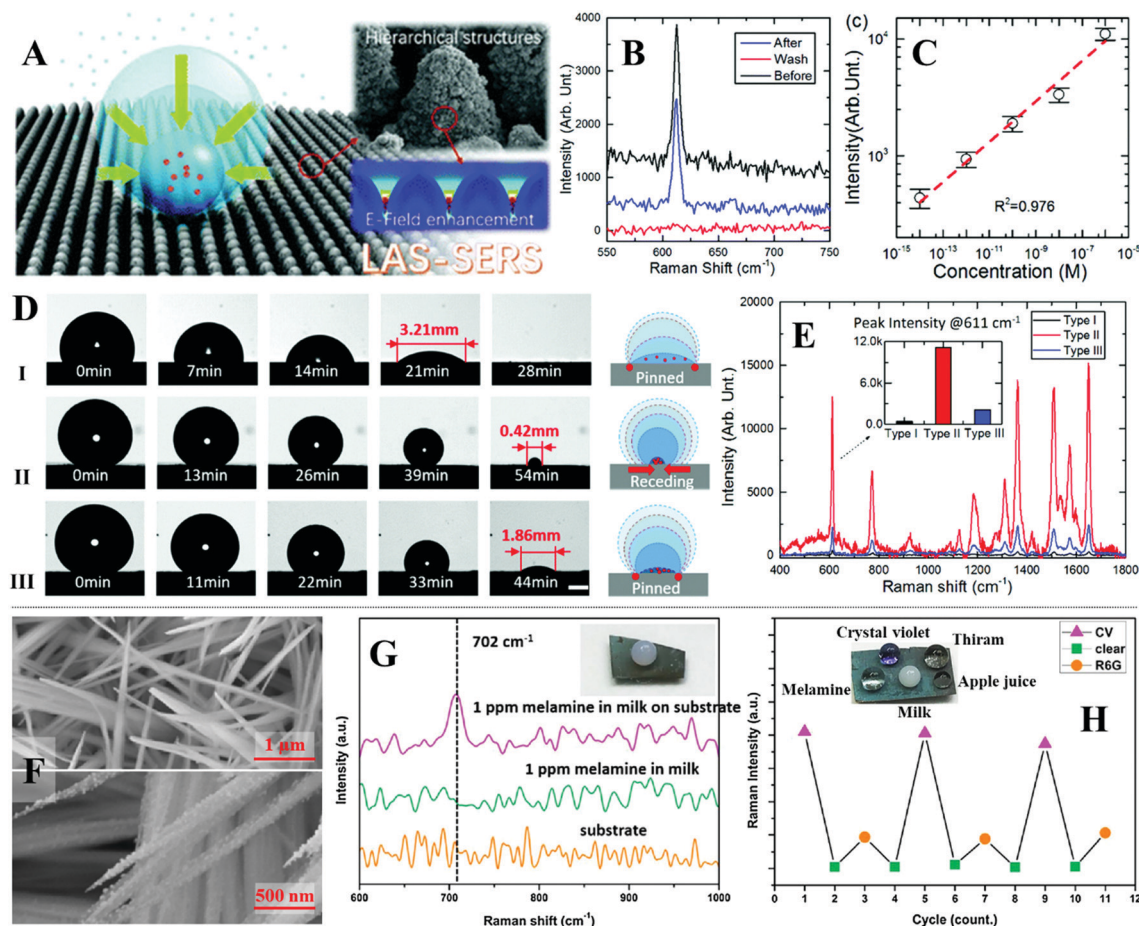 A
Hierarchical structures
E-Field enhancement
LAS-SERS
B
After
Wash
Before
4000
3000
2000
1000
0
Intensity (Arb. Unt.)
550 600 650 700 750
Raman Shift (cm⁻¹)
(c)
C
10⁴
10³
Intensity(Arb.Unt.)
R²=0.976
10⁻¹⁵ 10⁻¹³ 10⁻¹¹ 10⁻⁹ 10⁻⁷ 10⁻⁵
Concentration (M)
D
I
0min 7min 14min 21min 28min
3.21mm
Pinned
II
0min 13min 26min 39min 54min
0.42mm
Receding
III
0min 11min 22min 33min 44min
1.86mm
Pinned
E
20000
15000
10000
5000
0
Intensity (Arb. Unt.)
Peak Intensity @611 cm⁻¹
Type I
Type II
Type III
12.0k
8.0k
4.0k
0.0
Type I Type II Type III
400 600 800 1000 1200 1400 1600 1800
Raman shift (cm⁻¹)
F
1 μm
500 nm
G
702 cm⁻¹
1 ppm melamine in milk on substrate
1 ppm melamine in milk
substrate
Intensity (a.u.)
600 700 800 900 1000
Raman shift (cm⁻¹)
H
CV
clear
R6G
Crystal violet
Thiram
Melamine
Apple juice
Milk
Raman Intensity (a.u.)
0 1 2 3 4 5 6 7 8 9 10 11 12
Cycle (count.)